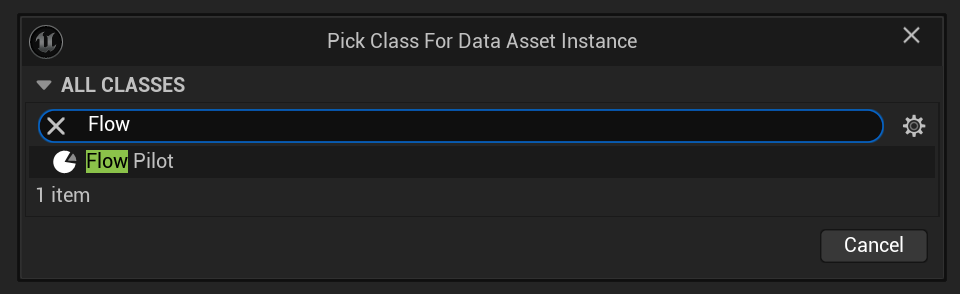 Pick Class For Data Asset Instance
ALL CLASSES
Flow
Flow Pilot
1 item
Cancel